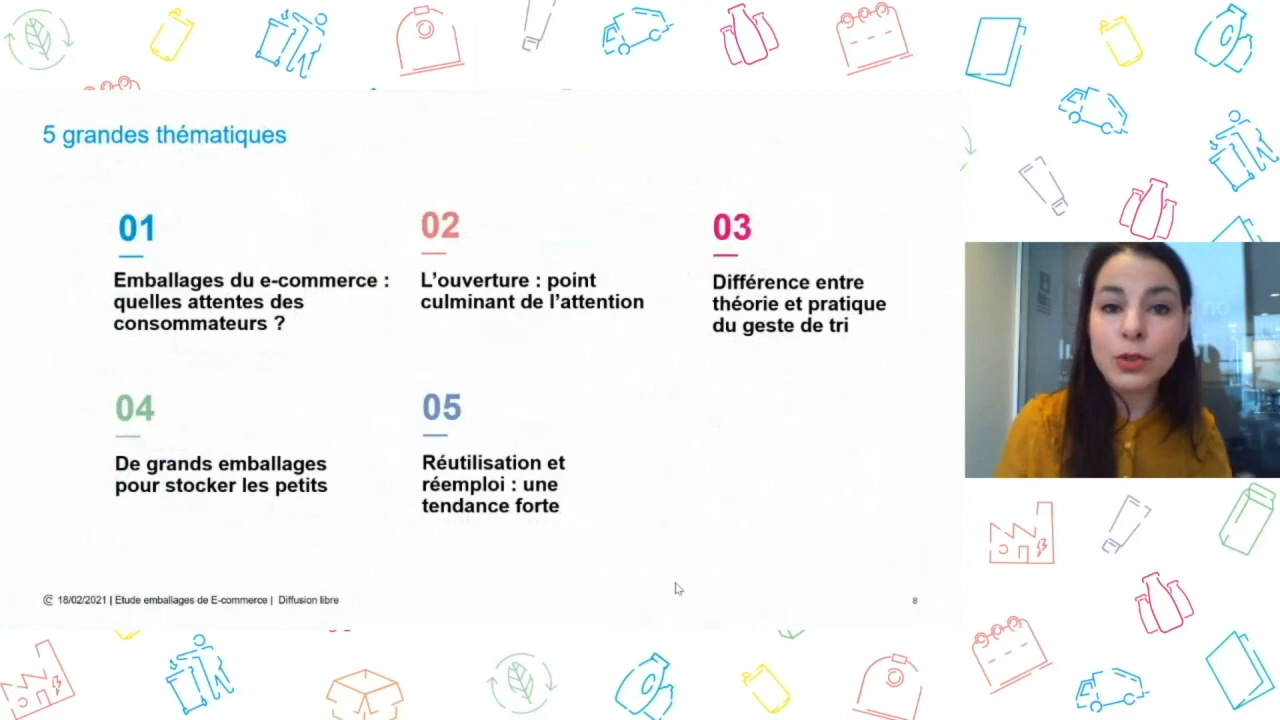 5 grandes thématiques
01
Emballages du e-commerce :
quelles attentes des
consommateurs ?
02
L'ouverture : point
culminant de l'attention
03
Différence entre
théorie et pratique
du geste de tri
04
De grands emballages
pour stocker les petits
05
Réutilisation et
réemploi : une
tendance forte
18/02/2021 | Etude emballages de E-commerce | Diffusion libre
8